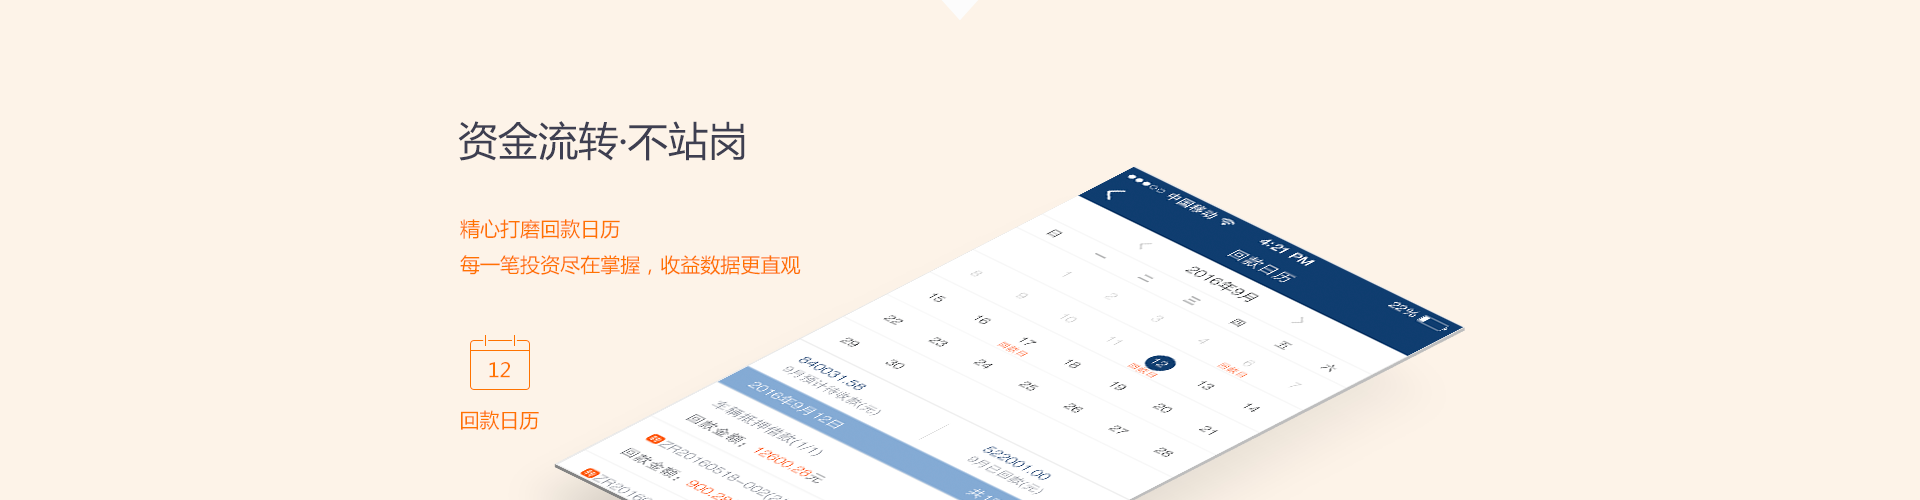 资金流转·不站岗
精心打磨回款日历
每一笔投资尽在掌握，收益数据更直观
12
回款日历
中国移动
4:21 PM
22%
回款日历
2016年9月
日 一 二 三 四 五 六
1 2 3 4 6 7
8 9 10 11 12 13 14
回款日 回款日
15 16 17 18 19 20 21
回款日
22 23 24 25 26 27 28
29 30
840031.58
9月预计待收款(元)
522001.00
9月已回款(元)
2016年9月12日
共1
车辆抵押借款(1/1)
回款金额：12600.28元
转 ZR20160518-002(2
回款金额：900.28
转 ZR2016